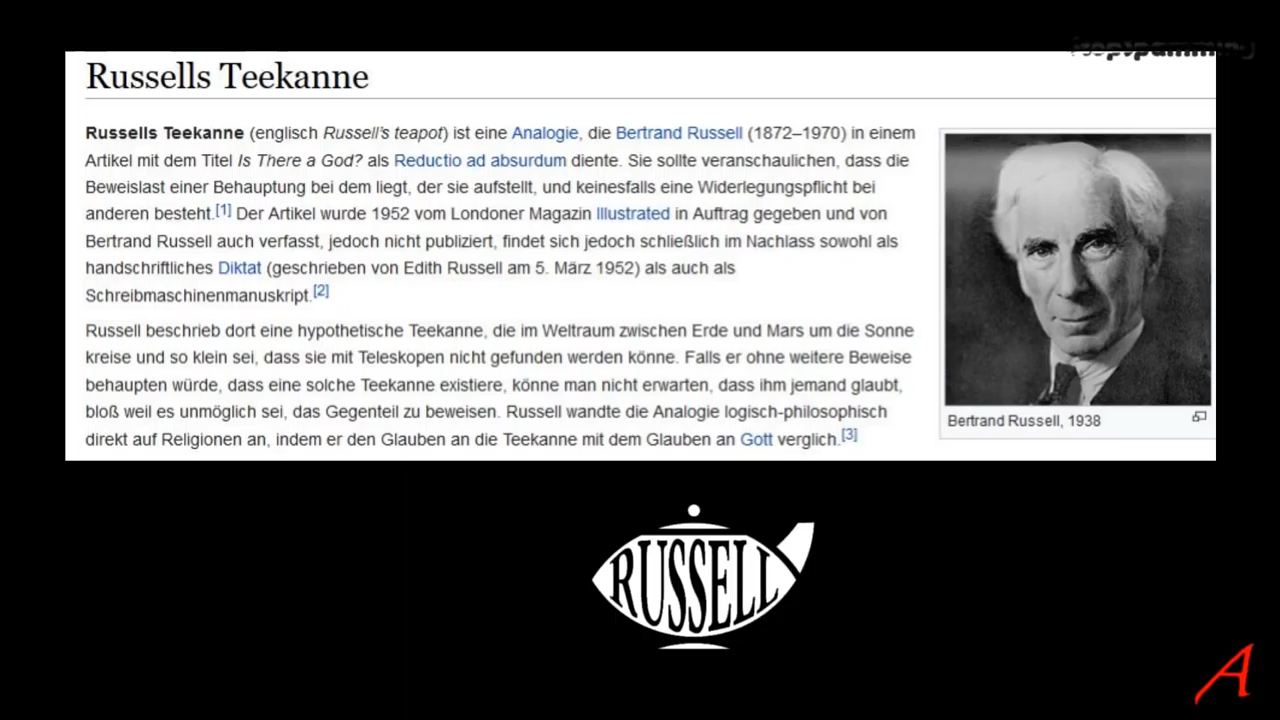 Russells Teekanne
Russells Teekanne (englisch Russell's teapot) ist eine Analogie, die Bertrand Russell (1872–1970) in einem
Artikel mit dem Titel Is There a God? als Reductio ad absurdum diente. Sie sollte veranschaulichen, dass die
Beweislast einer Behauptung bei dem liegt, der sie aufstellt, und keinesfalls eine Widerlegungspflicht bei
anderen besteht.[1] Der Artikel wurde 1952 vom Londoner Magazin Illustrated in Auftrag gegeben und von
Bertrand Russell auch verfasst, jedoch nicht publiziert, findet sich jedoch schließlich im Nachlass sowohl als
handschriftliches Diktat (geschrieben von Edith Russell am 5. März 1952) als auch als
Schreibmaschinenmanuskript.[2]
Russell beschrieb dort eine hypothetische Teekanne, die im Weltraum zwischen Erde und Mars um die Sonne
kreise und so klein sei, dass sie mit Teleskopen nicht gefunden werden könne. Falls er ohne weitere Beweise
behaupten würde, dass eine solche Teekanne existiere, könne man nicht erwarten, dass ihm jemand glaubt,
bloß weil es unmöglich sei, das Gegenteil zu beweisen. Russell wandte die Analogie logisch-philosophisch
direkt auf Religionen an, indem er den Glauben an die Teekanne mit dem Glauben an Gott verglich.[3]
Bertrand Russell, 1938
RUSSELL
A